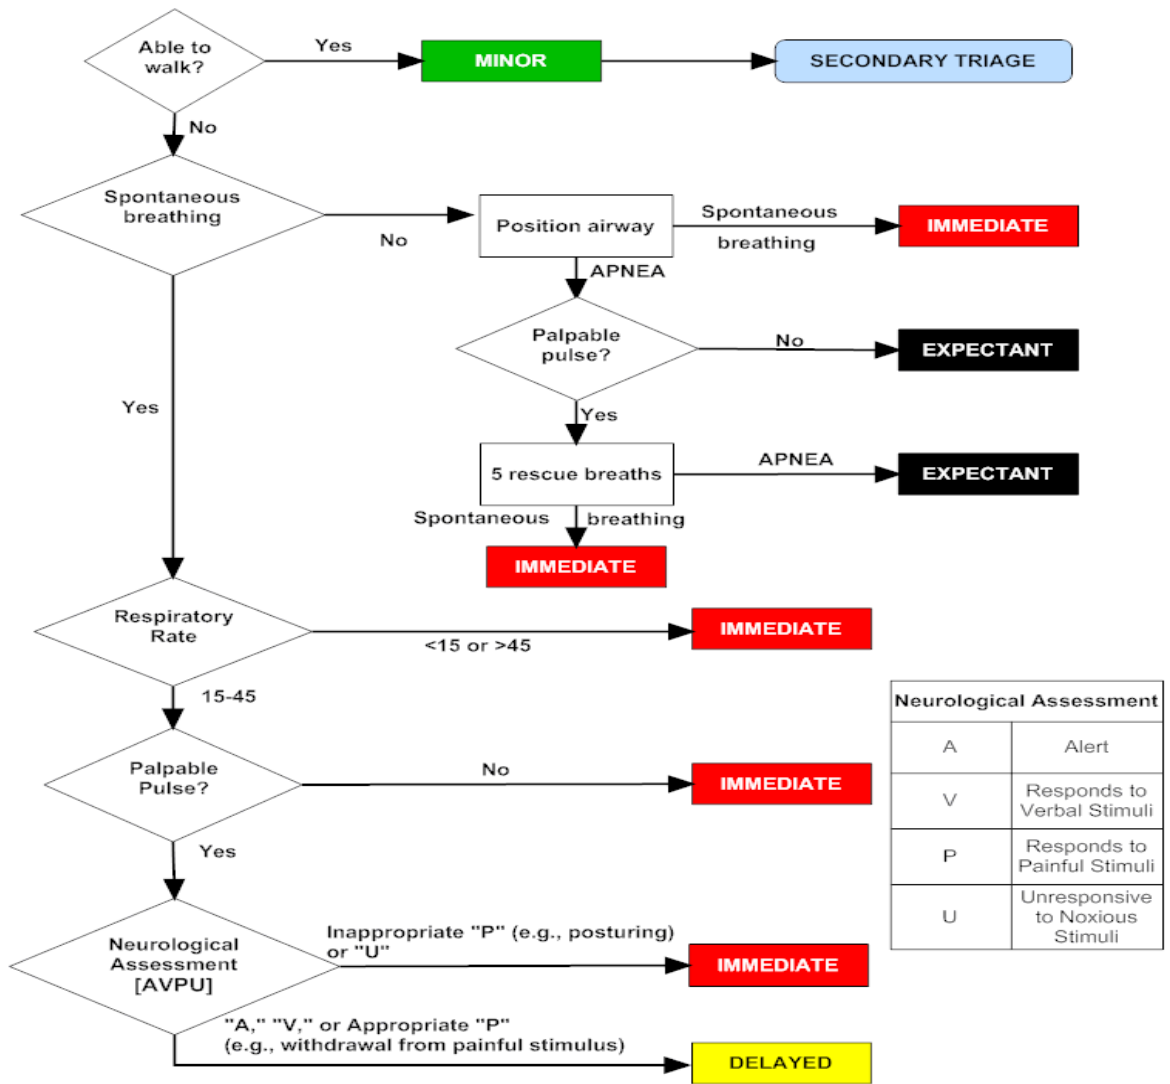 Able to
walk?
Yes
MINOR
SECONDARY TRIAGE
No
Spontaneous
breathing
No
Position airway
Spontaneous
breathing
IMMEDIATE
APNEA
Palpable
pulse?
No
EXPECTANT
Yes
Yes
5 rescue breaths
APNEA
EXPECTANT
Spontaneous breathing
IMMEDIATE
Respiratory
Rate
<15 or >45
IMMEDIATE
15-45
Palpable
Pulse?
No
IMMEDIATE
Yes
Neurological
Assessment
[AVPU]
Inappropriate "P" (e.g., posturing)
or "U"
IMMEDIATE
"A," "V," or Appropriate "P"
(e.g., withdrawal from painful stimulus)
DELAYED
Neurological Assessment
A Alert
V Responds to
Verbal Stimuli
P Responds to
Painful Stimuli
U Unresponsive
to Noxious
Stimuli